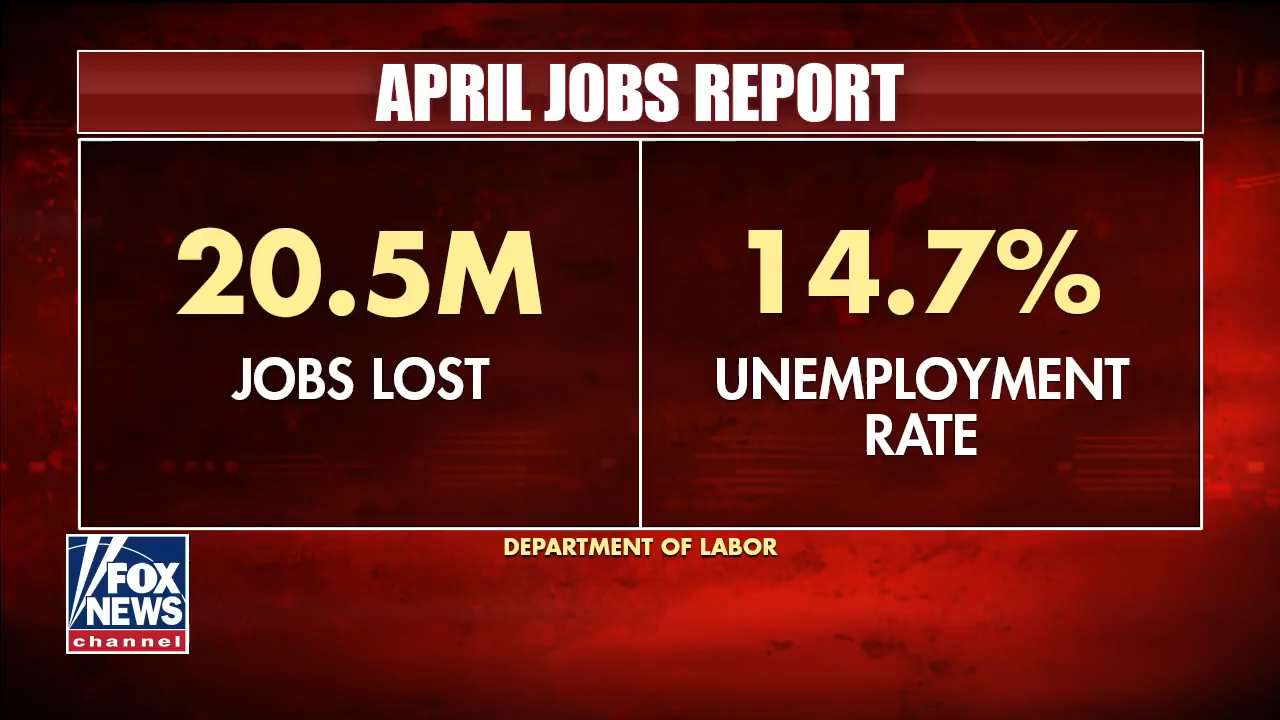 APRIL JOBS REPORT
20.5M
JOBS LOST
14.7%
UNEMPLOYMENT
RATE
DEPARTMENT OF LABOR
FOX
NEWS
channel